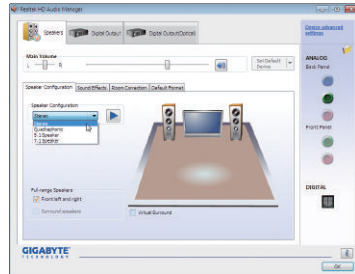 Realtek HD Audio Manager
Speakers
Digital Output
Digital Output(Optical)
Device advanced settings
Main Volume
L
R
Set Default Device
ANALOG
Back Panel
Speaker Configuration
Sound Effects
Room Correction
Default Format
Speaker Configuration
Stereo
Stereo
Quadraphonic
5.1 Speaker
7.1 Speaker
Front Panel
Full-range Speakers
Front left and right
Surround speakers
Virtual Surround
DIGITAL
GIGABYTE
TECHNOLOGY
OK